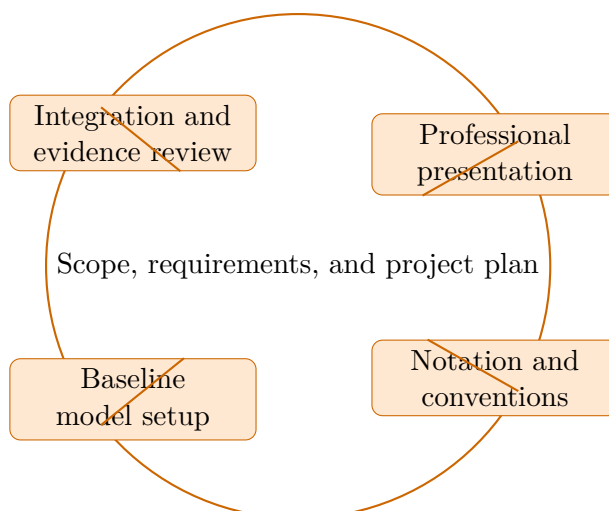 Integration and
evidence review
Professional
presentation
Scope, requirements, and project plan
Baseline
model setup
Notation and
conventions